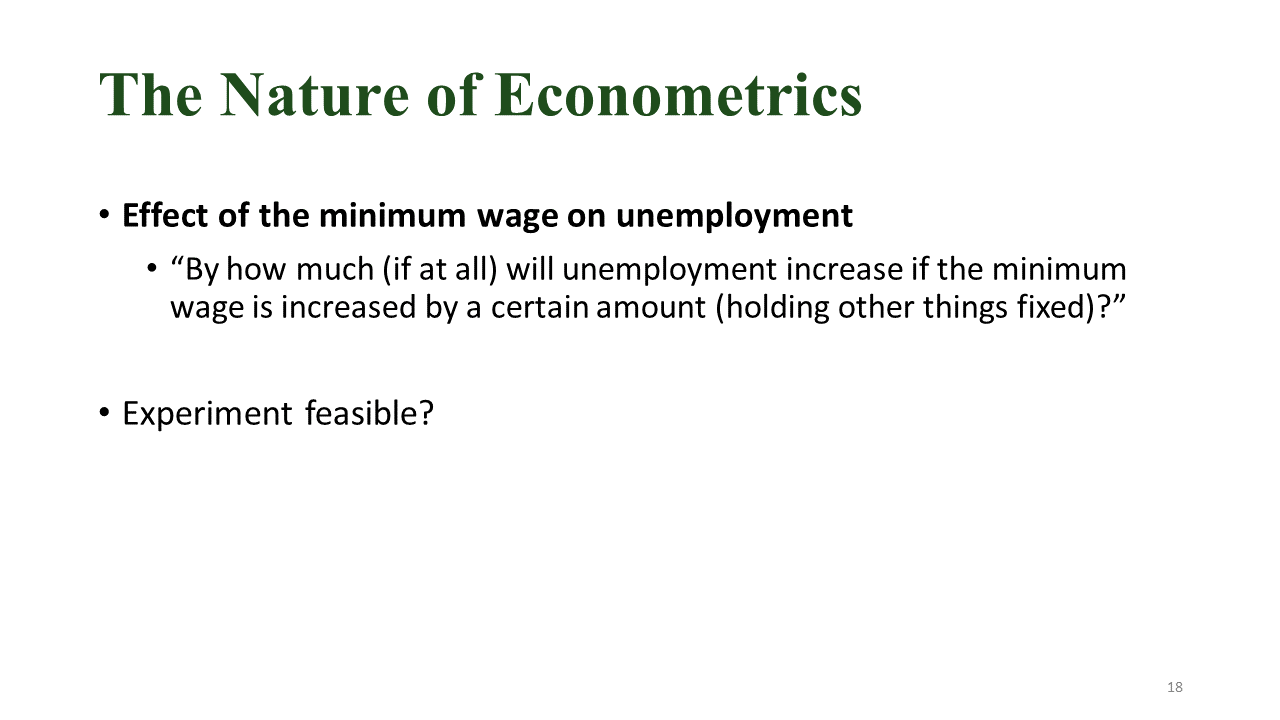 The Nature of Econometrics
• Effect of the minimum wage on unemployment
• “By how much (if at all) will unemployment increase if the minimum
wage is increased by a certain amount (holding other things fixed)?”
• Experiment feasible?
18